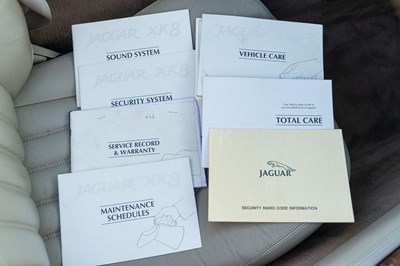 JAGUAR XK8
SOUND SYSTEM
JAGUAR XK8
SECURITY SYSTEM
SERVICE RECORD
& WARRANTY
JAGUAR XK8
MAINTENANCE
SCHEDULES
VEHICLE CARE
TOTAL CARE
JAGUAR
SECURITY RADIO CODE INFORMATION